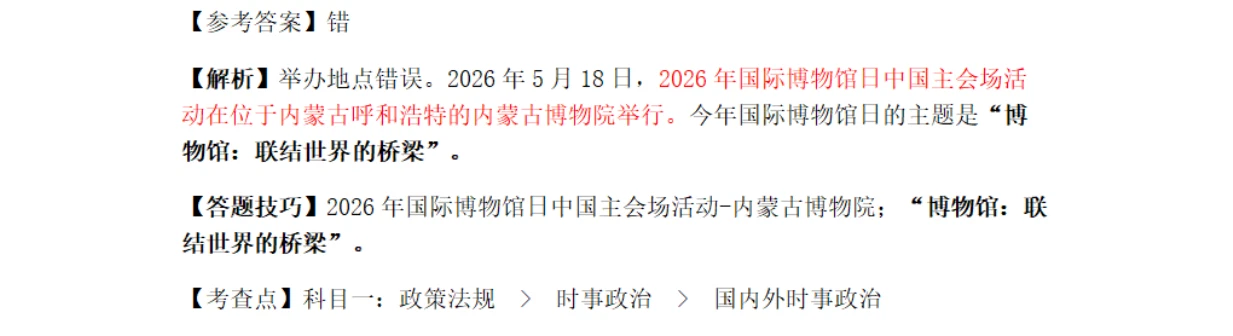 【参考答案】错
【解析】举办地点错误。2026 年 5 月 18 日，2026 年国际博物馆日中国主会场活
动在位于内蒙古呼和浩特的内蒙古博物院举行。今年国际博物馆日的主题是“博
物馆：联结世界的桥梁”。
【答题技巧】2026 年国际博物馆日中国主会场活动-内蒙古博物院；“博物馆：联
结世界的桥梁”。
【考查点】科目一：政策法规 > 时事政治 > 国内外时事政治